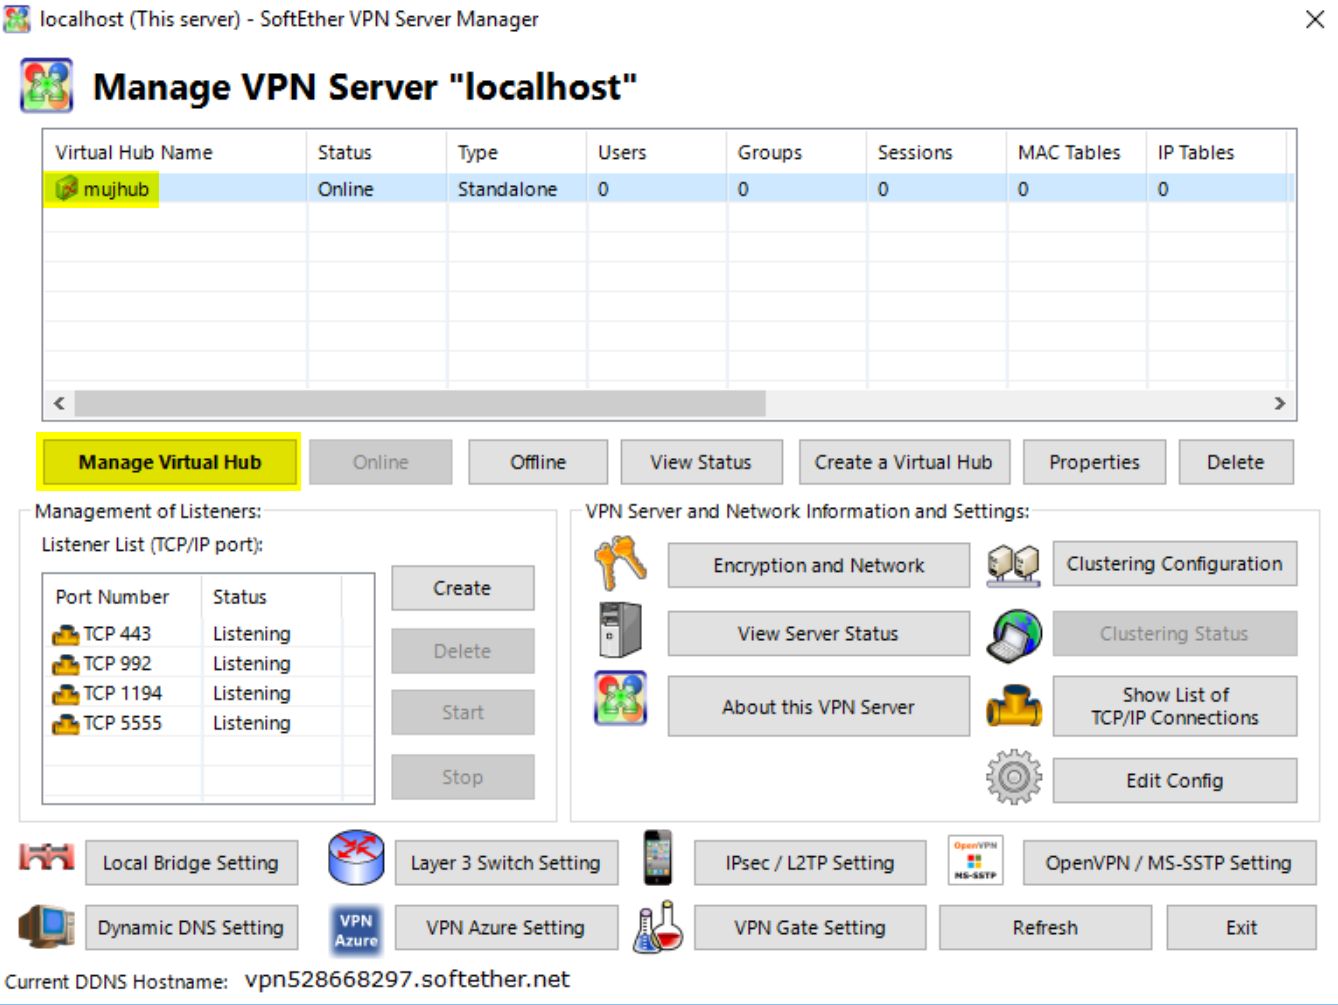 localhost (This server) - SoftEther VPN Server Manager
Manage VPN Server "localhost"
Virtual Hub Name Status Type Users Groups Sessions MAC Tables IP Tables
mujhub Online Standalone 0 0 0 0 0
Manage Virtual Hub Online Offline View Status Create a Virtual Hub Properties Delete
Management of Listeners:
Listener List (TCP/IP port):
Port Number Status
TCP 443 Listening
TCP 992 Listening
TCP 1194 Listening
TCP 5555 Listening
Create
Delete
Start
Stop
VPN Server and Network Information and Settings:
Encryption and Network Clustering Configuration
View Server Status Clustering Status
About this VPN Server Show List of
TCP/IP Connections
Edit Config
Local Bridge Setting Layer 3 Switch Setting IPsec / L2TP Setting OpenVPN MS-SSTP OpenVPN / MS-SSTP Setting
Dynamic DNS Setting VPN Azure VPN Azure Setting VPN Gate Setting Refresh Exit
Current DDNS Hostname: vpn528668297.softether.net